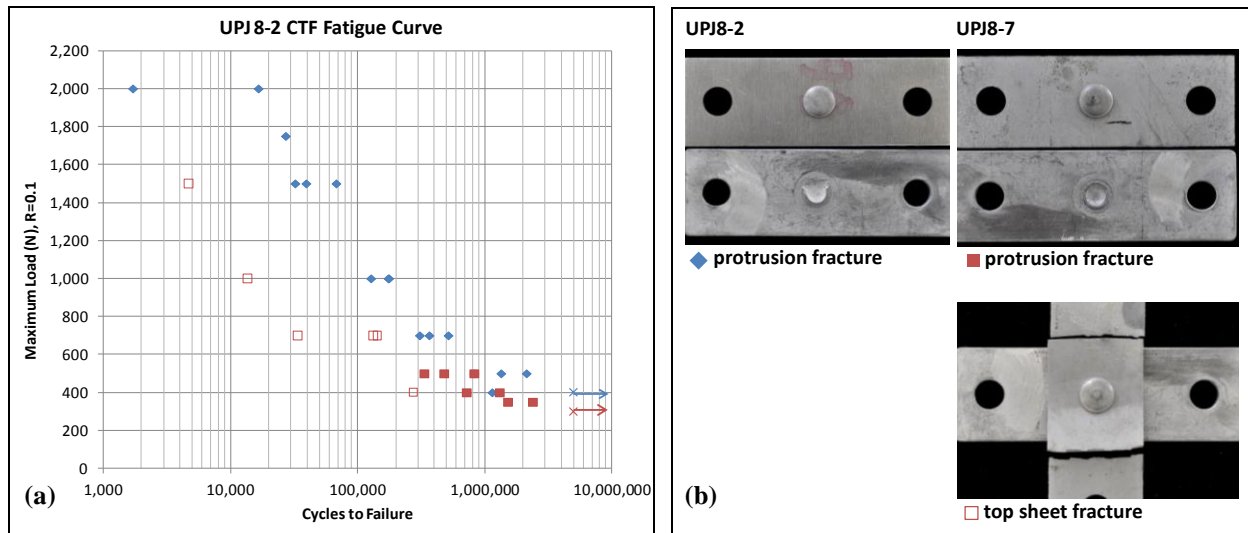 UPJ8-2 CTF Fatigue Curve
2,200
2,000
1,800
1,600
1,400
1,200
1,000
800
600
400
200
0
Maximum Load (N), R=0.1
1,000
10,000
100,000
1,000,000
10,000,000
Cycles to Failure
(a)
UPJ8-2
UPJ8-7
protrusion fracture
protrusion fracture
top sheet fracture
(b)